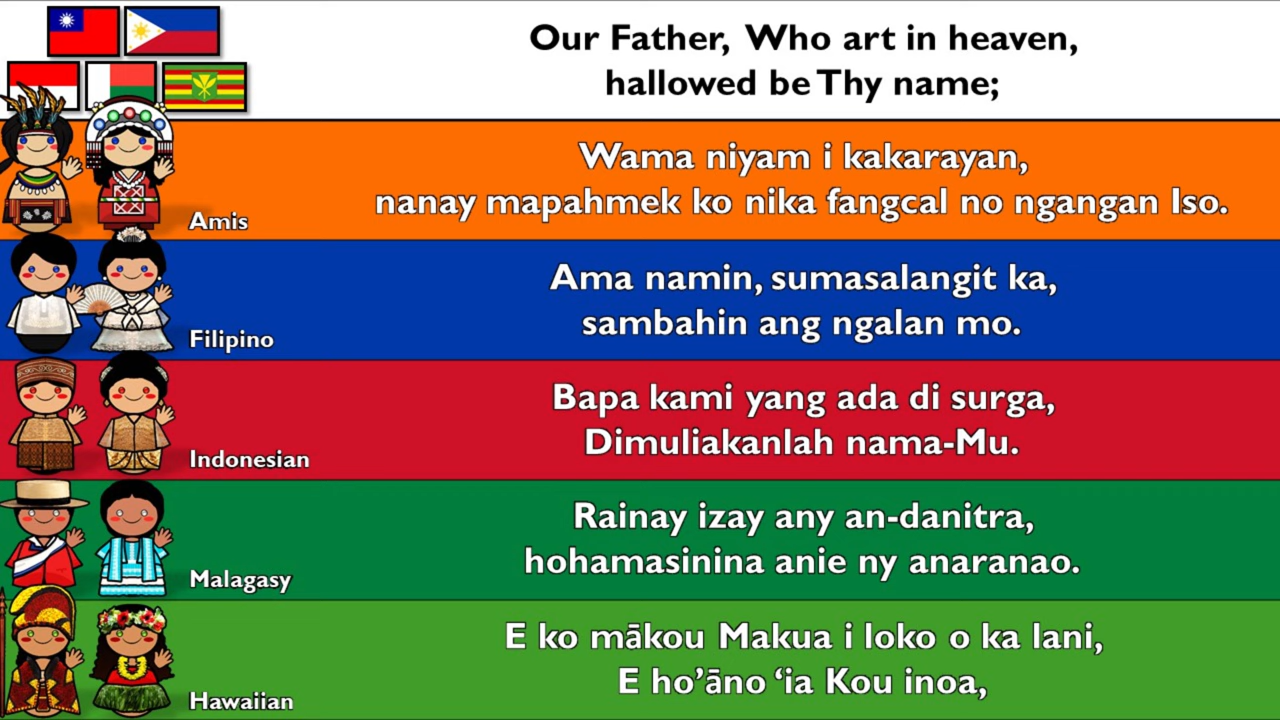 Our Father, Who art in heaven,
hallowed be Thy name;
Wama niyam i kakarayan,
nanay mapahmek ko nika fangcal no ngangan Iso.
Amis
Ama namin, sumasalangit ka,
sambahin ang ngalan mo.
Filipino
Bapa kami yang ada di surga,
Dimuliakanlah nama-Mu.
Indonesian
Rainay izay any an-danitra,
hohamasinina anie ny anaranao.
Malagasy
E ko mākou Makua i loko o ka lani,
E ho’āno ‘ia Kou inoa,
Hawaiian